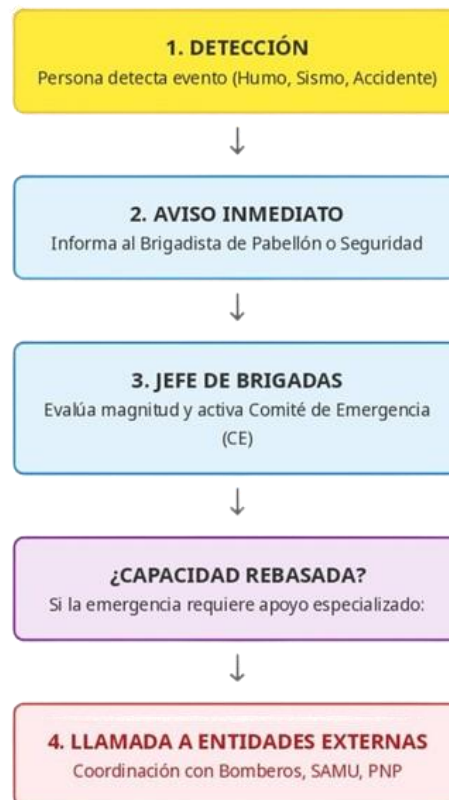 1. DETECCIÓN
Persona detecta evento (Humo, Sismo, Accidente)
↓
2. AVISO INMEDIATO
Informa al Brigadista de Pabellón o Seguridad
↓
3. JEFE DE BRIGADAS
Evalúa magnitud y activa Comité de Emergencia
(CE)
↓
¿CAPACIDAD REBASADA?
Si la emergencia requiere apoyo especializado:
↓
4. LLAMADA A ENTIDADES EXTERNAS
Coordinación con Bomberos, SAMU, PNP